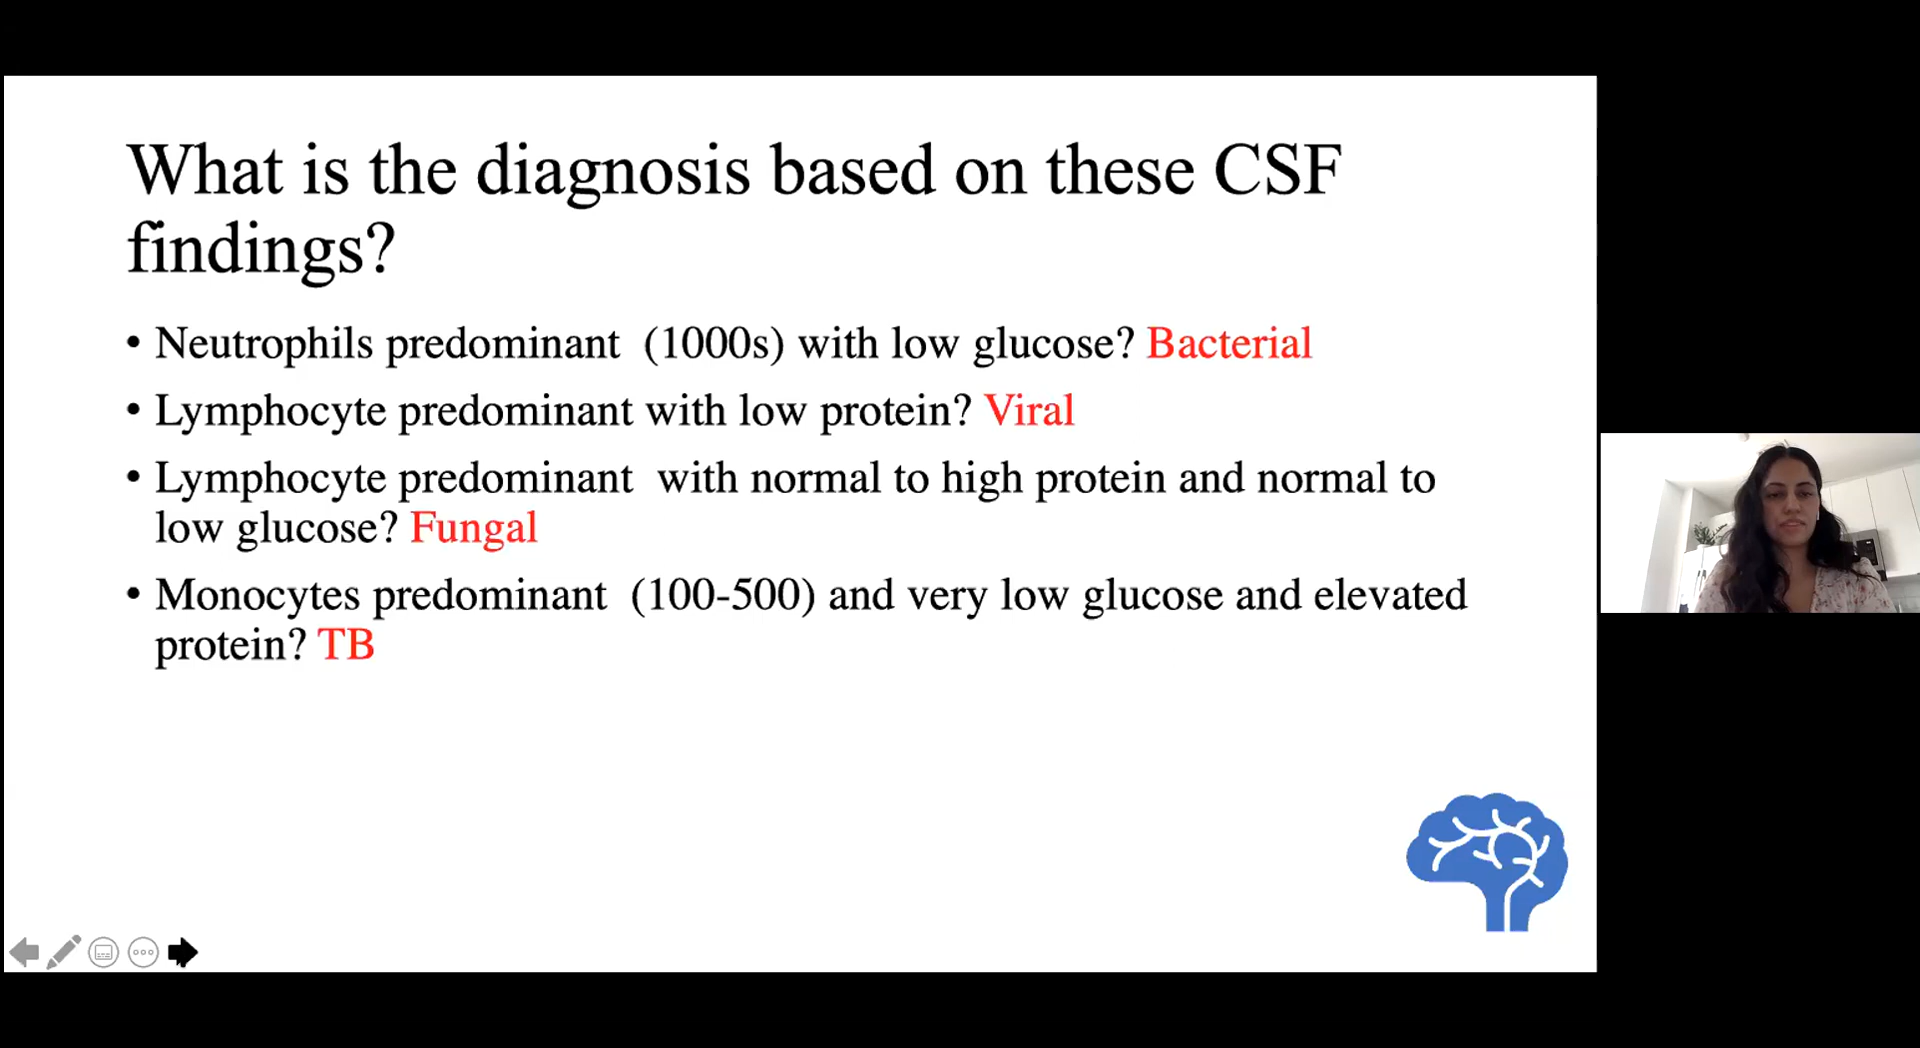 What is the diagnosis based on these CSF
findings?
• Neutrophils predominant (1000s) with low glucose? Bacterial
• Lymphocyte predominant with low protein? Viral
• Lymphocyte predominant with normal to high protein and normal to
low glucose? Fungal
• Monocytes predominant (100-500) and very low glucose and elevated
protein? TB